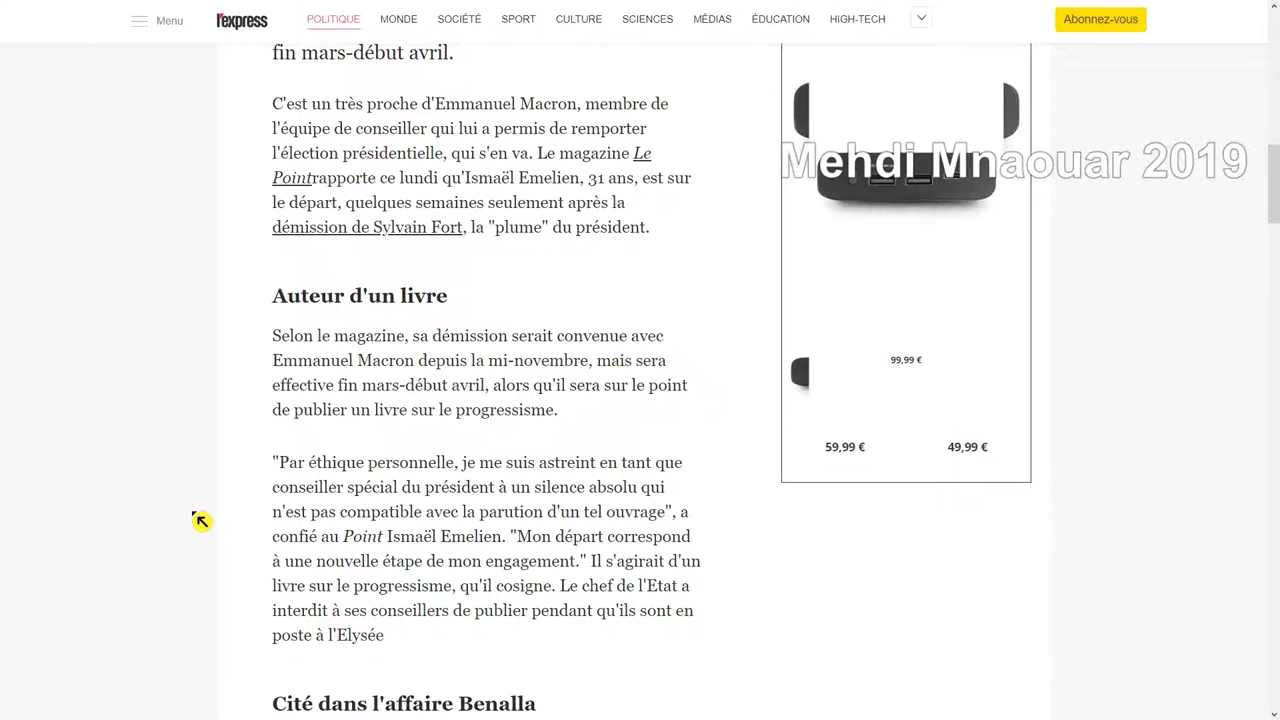 Menu
l'express
POLITIQUE
MONDE
SOCIÉTÉ
SPORT
CULTURE
SCIENCES
MÉDIAS
ÉDUCATION
HIGH-TECH
Abonnez-vous
fin mars-début avril.
C'est un très proche d'Emmanuel Macron, membre de
l'équipe de conseiller qui lui a permis de remporter
l'élection présidentielle, qui s'en va. Le magazine Le
Pointrapporte ce lundi qu'Ismaël Emelien, 31 ans, est sur
le départ, quelques semaines seulement après la
démission de Sylvain Fort, la "plume" du président.
Auteur d'un livre
Selon le magazine, sa démission serait convenue avec
Emmanuel Macron depuis la mi-novembre, mais sera
effective fin mars-début avril, alors qu'il sera sur le point
de publier un livre sur le progressisme.
"Par éthique personnelle, je me suis astreint en tant que
conseiller spécial du président à un silence absolu qui
n'est pas compatible avec la parution d'un tel ouvrage", a
confié au Point Ismaël Emelien. "Mon départ correspond
à une nouvelle étape de mon engagement." Il s'agirait d'un
livre sur le progressisme, qu'il cosigne. Le chef de l'Etat a
interdit à ses conseillers de publier pendant qu'ils sont en
poste à l'Elysée
Cité dans l'affaire Benalla
Mehdi Mnaouar 2019
99,99 €
59,99 €
49,99 €